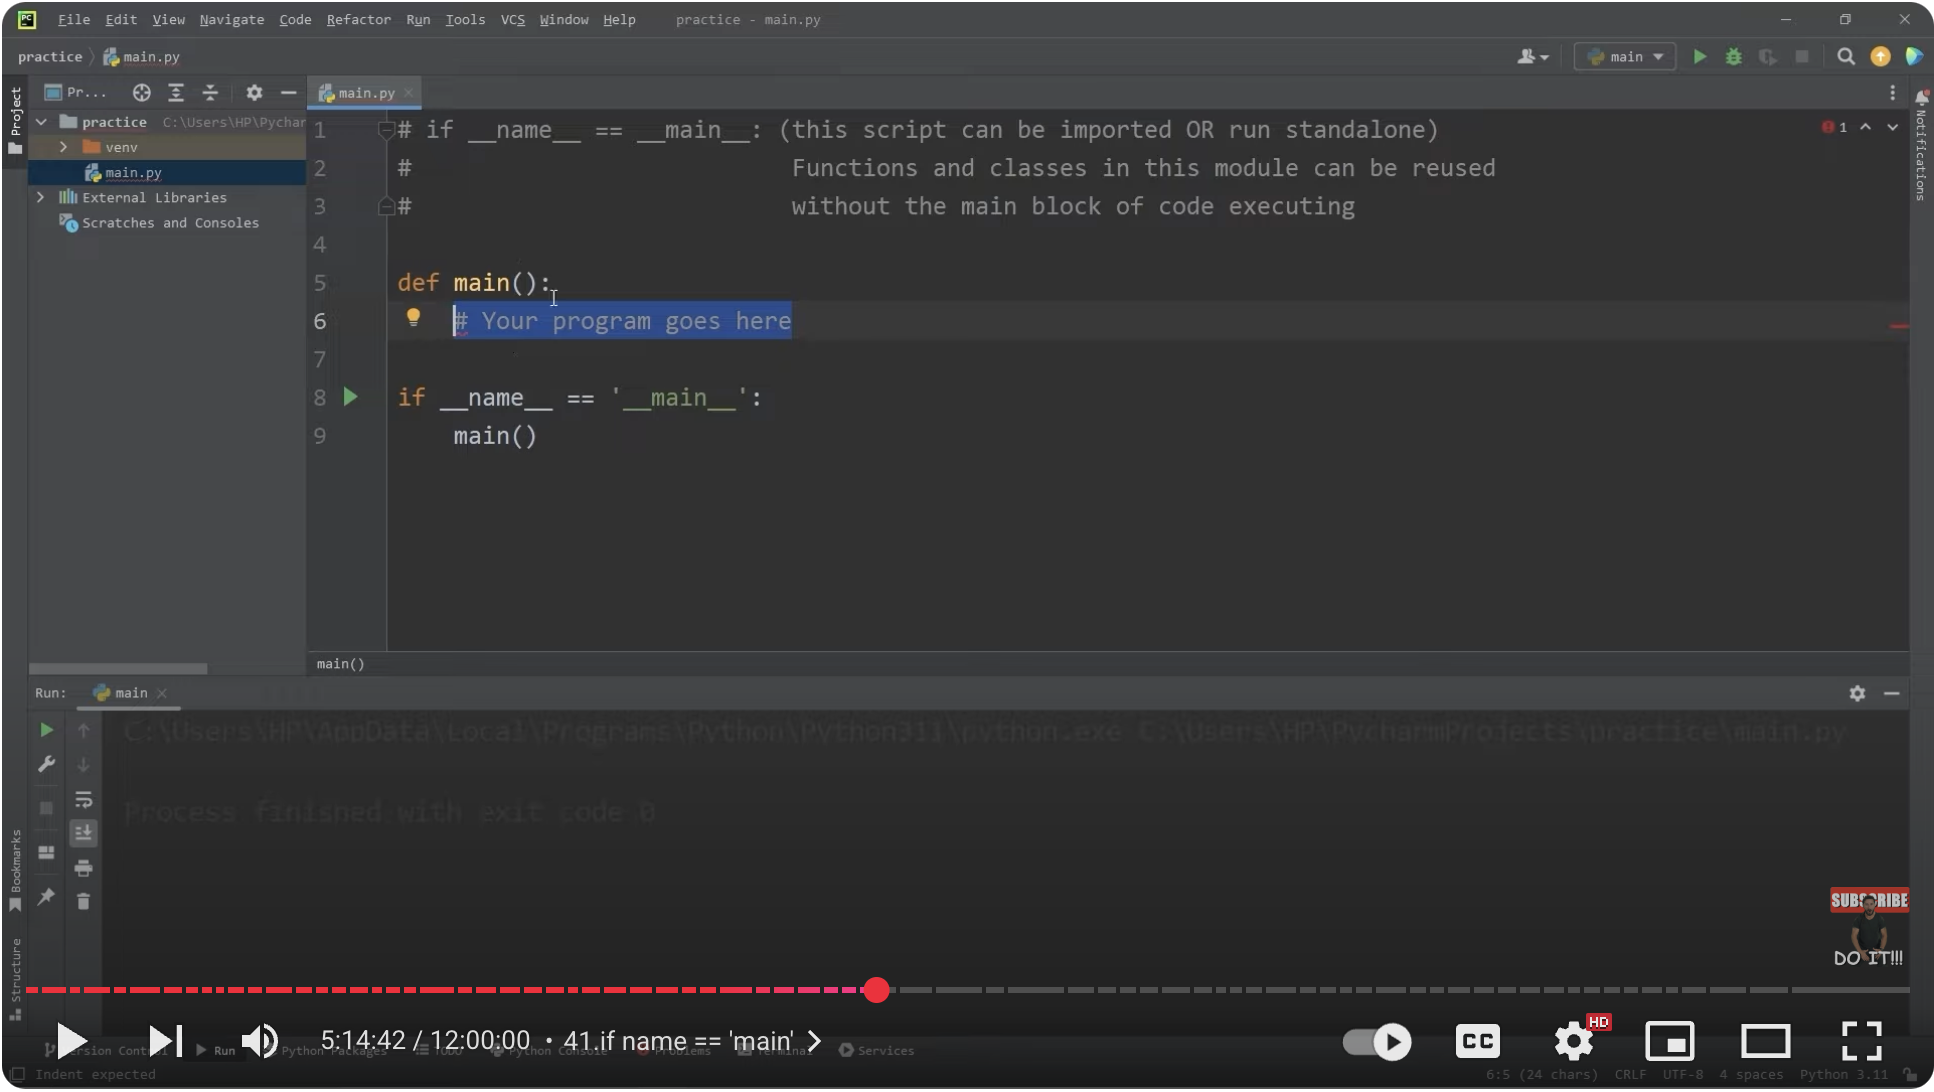 File Edit View Navigate Code Refactor Run Tools VCS Window Help practice - main.py
practice main.py
main
Project
Pr...
main.py
practice C:\Users\HP\Pychar
venv
main.py
External Libraries
Scratches and Consoles
1 # if __name__ == __main__: (this script can be imported OR run standalone)
2 # Functions and classes in this module can be reused
3 # without the main block of code executing
4
5 def main():
6 # Your program goes here
7
8 if __name__ == '__main__':
9 main()
1
Notifications
main()
Run: main
C:\Users\HP\AppData\Local\Programs\Python\Python311\python.exe C:\Users\HP\PycharmProjects\practice\main.py
Process finished with exit code 0
Bookmarks
Structure
SUBSCRIBE
DO IT!!!
5:14:42 / 12:00:00 • 41.if name == 'main'
HD
CC
Version Control Run Python Packages TODO Python Console Problems Terminal Services
Indent expected
6:5 (24 chars) CRLF UTF-8 4 spaces Python 3.11